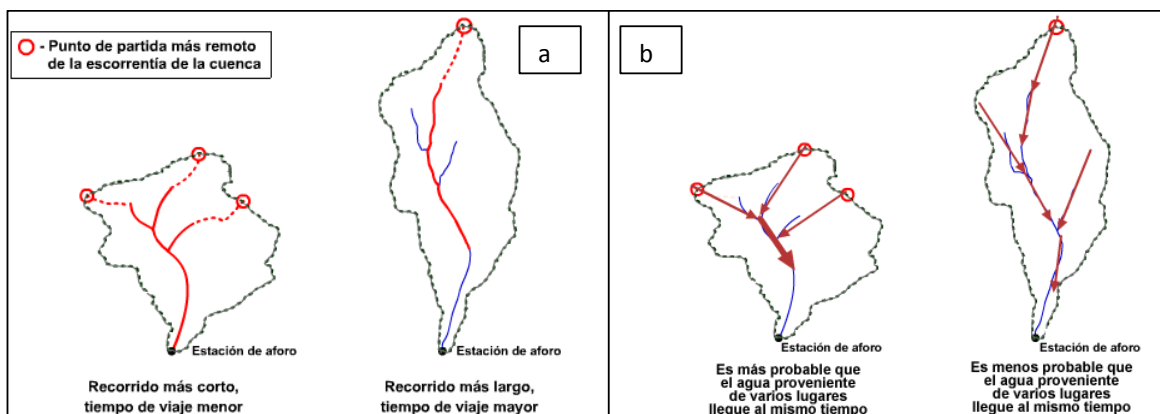 - Punto de partida más remoto
de la escorrentía de la cuenca
a
Estación de aforo
Recorrido más corto,
tiempo de viaje menor
Estación de aforo
Recorrido más largo,
tiempo de viaje mayor
b
Estación de aforo
Es más probable que
el agua proveniente
de varios lugares
llegue al mismo tiempo
Estación de aforo
Es menos probable que
el agua proveniente
de varios lugares
llegue al mismo tiempo